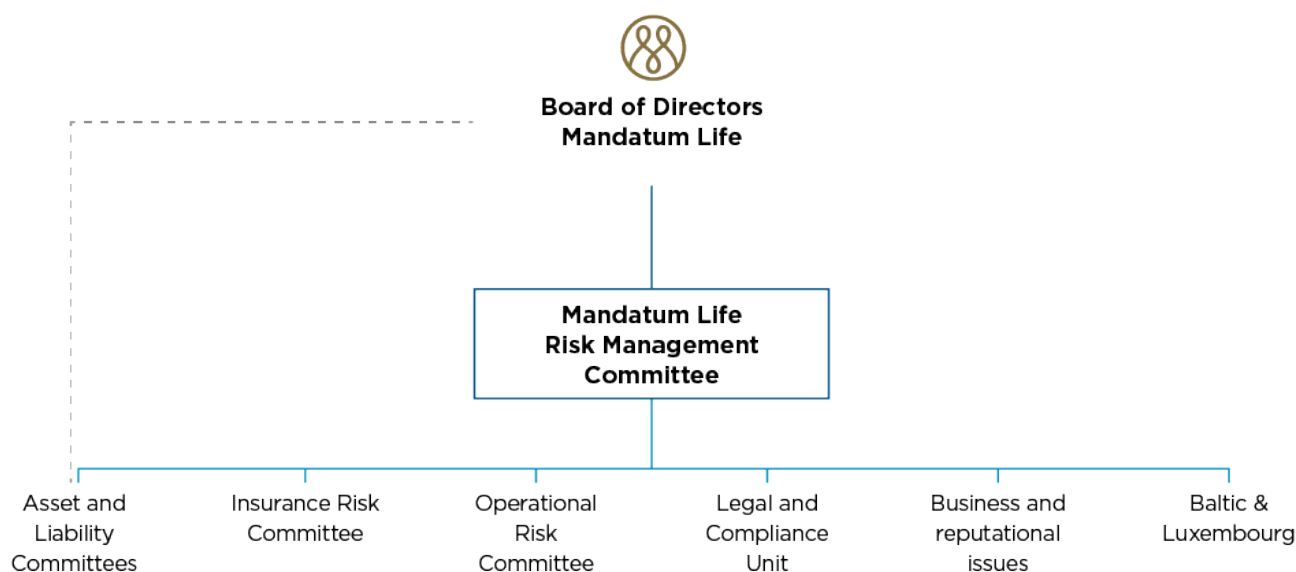 Board of Directors
Mandatum Life
Mandatum Life
Risk Management
Committee
Asset and
Liability
Committees
Insurance Risk
Committee
Operational
Risk
Committee
Legal and
Compliance
Unit
Business and
reputational
issues
Baltic &
Luxembourg